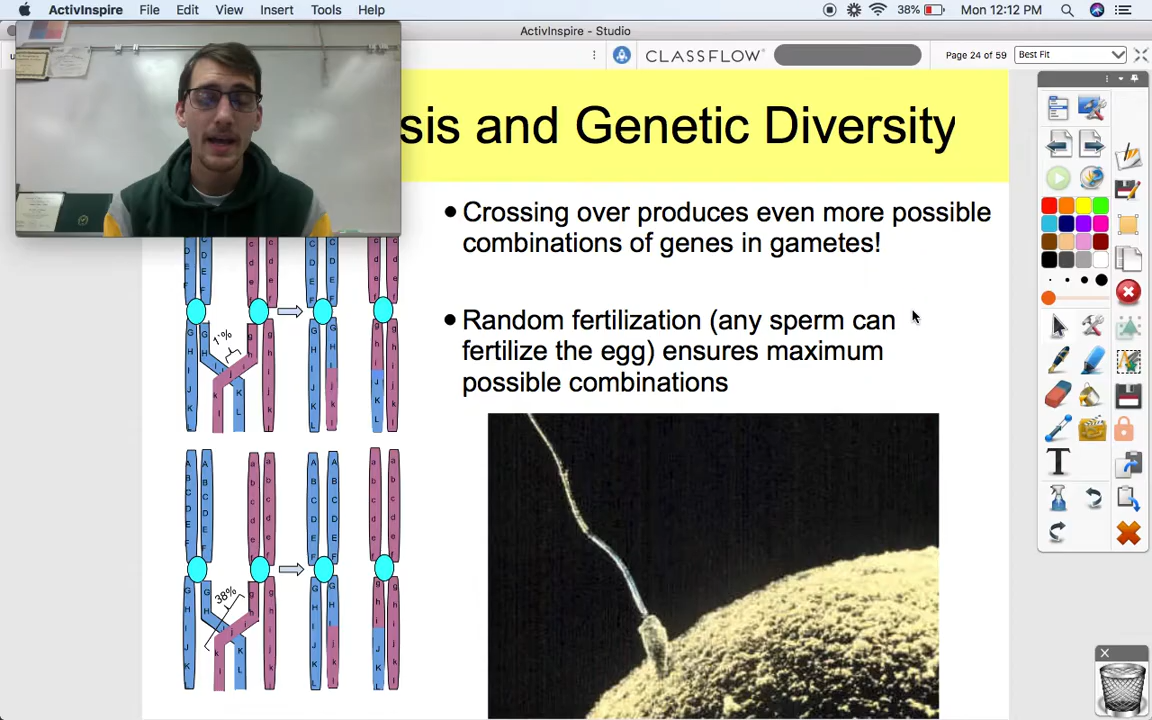 ActivInspire File Edit View Insert Tools Help 38% Mon 12:12 PM
ActivInspire - Studio
CLASSFLOW Page 24 of 59 Best Fit
sis and Genetic Diversity
• Crossing over produces even more possible
combinations of genes in gametes!
• Random fertilization (any sperm can
fertilize the egg) ensures maximum
possible combinations
1%
38%
T